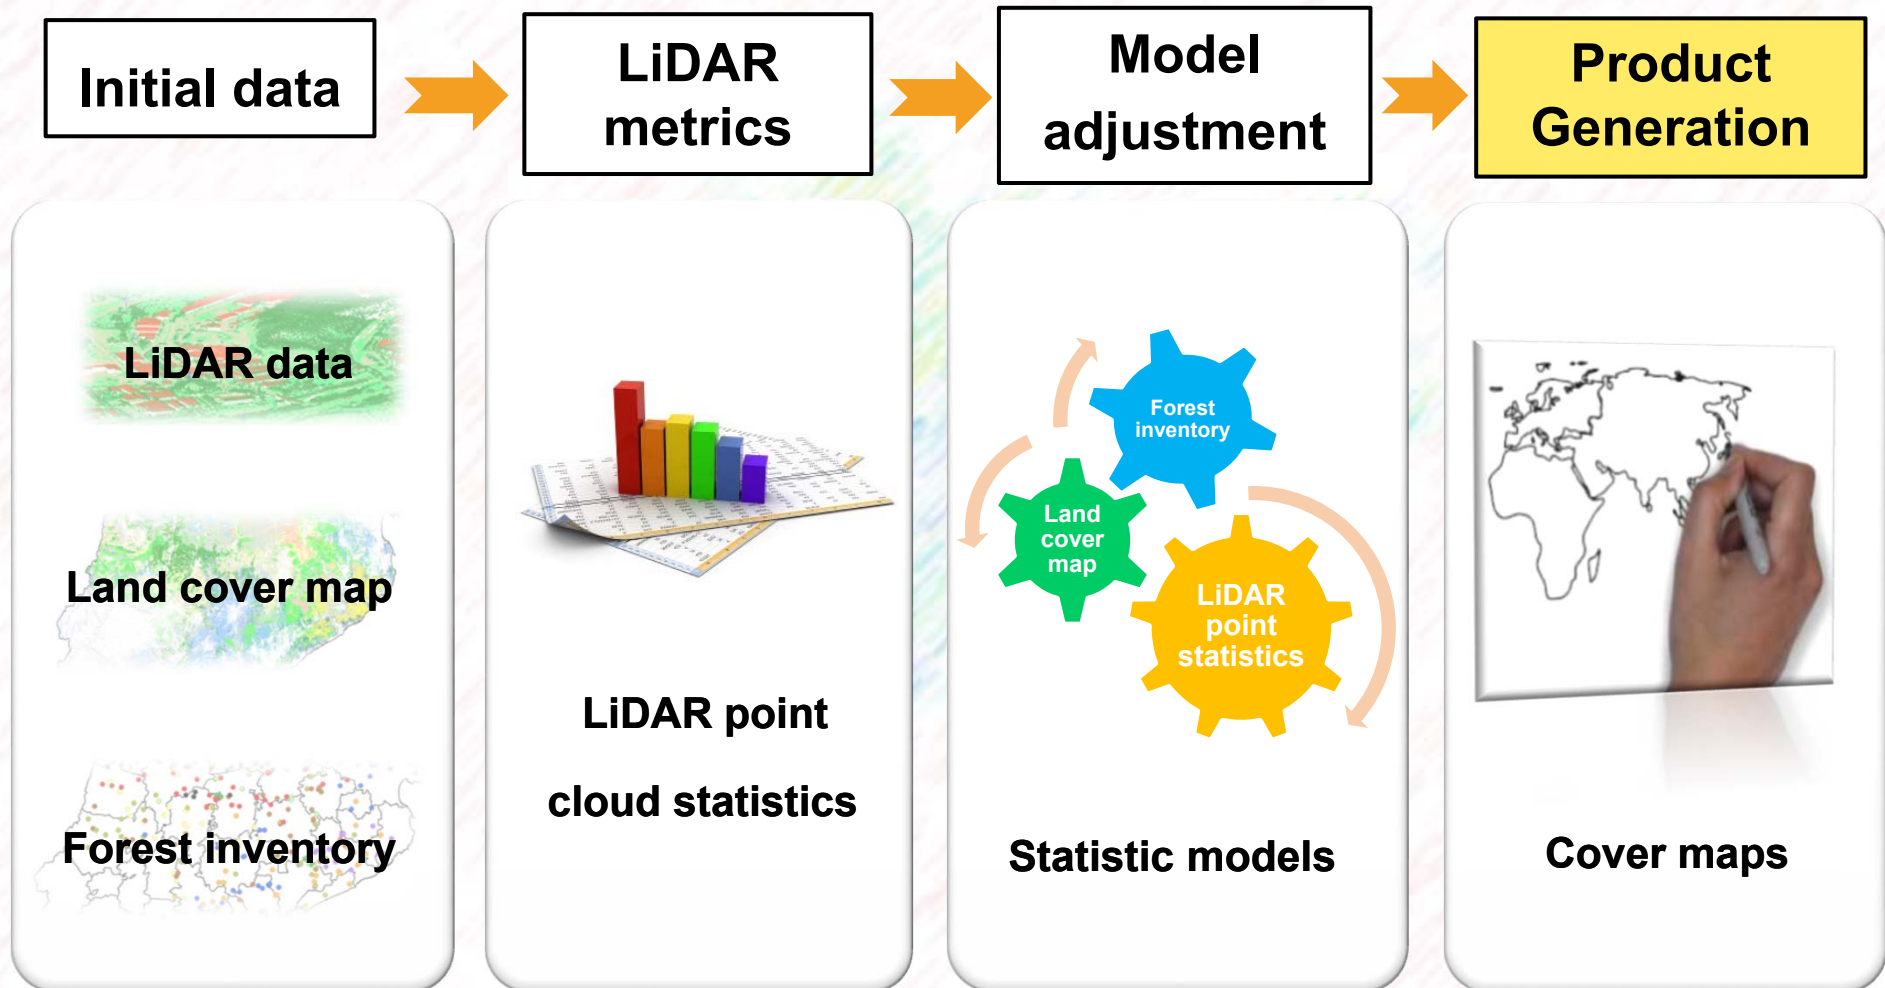 Initial data
LiDAR
metrics
Model
adjustment
Product
Generation
LiDAR data
Land cover map
Forest inventory
LiDAR point
cloud statistics
Forest
inventory
Land
cover
map
LiDAR
point
statistics
Statistic models
Cover maps